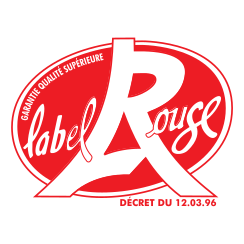 GARANTIE QUALITÉ SUPÉRIEURE
label Rouge
DÉCRET DU 12.03.96